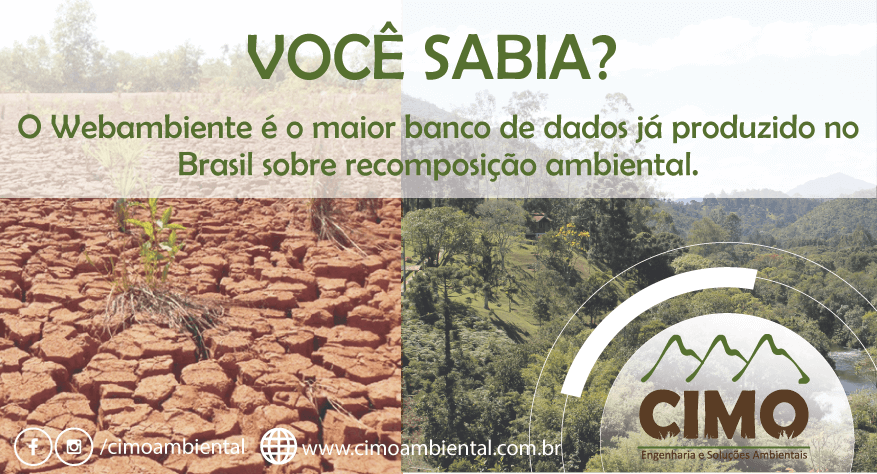 VOCÊ SABIA?
O Webambiente é o maior banco de dados já produzido no
Brasil sobre recomposição ambiental.
/cimoambiental
www.cimoambiental.com.br
CIMO
Engenharia e Soluções Ambientais